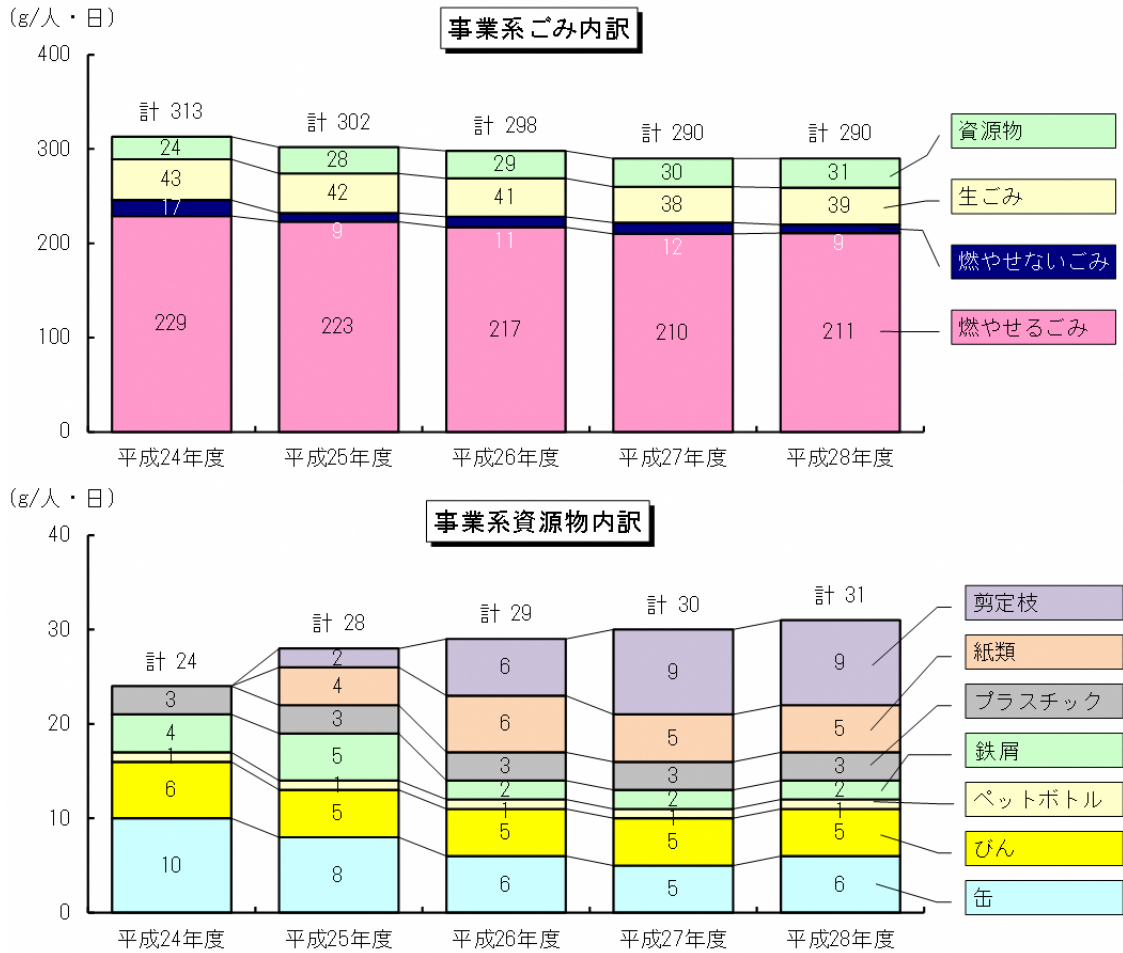 (g/人・日)
事業系ごみ内訳
400
300
200
100
0
計 313
計 302
計 298
計 290
計 290
24
28
29
30
31
43
42
41
38
39
17
9
11
12
9
229
223
217
210
211
資源物
生ごみ
燃やせないごみ
燃やせるごみ
平成24年度
平成25年度
平成26年度
平成27年度
平成28年度
(g/人・日)
事業系資源物内訳
40
30
20
10
0
計 24
計 28
計 29
計 30
計 31
3
4
1
6
10
2
4
3
5
1
5
8
6
6
3
2
1
5
6
9
5
3
2
1
5
5
9
5
3
2
1
5
6
剪定枝
紙類
プラスチック
鉄屑
ペットボトル
びん
缶
平成24年度
平成25年度
平成26年度
平成27年度
平成28年度